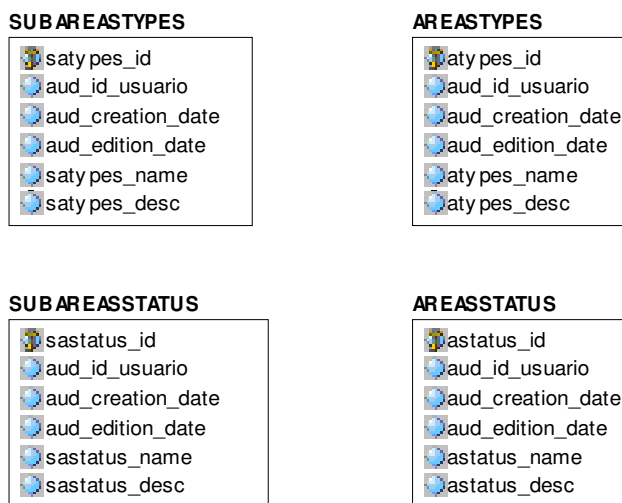 SUBAREASTYPES
satypes_id
aud_id_usuario
aud_creation_date
aud_edition_date
satypes_name
satypes_desc
AREASTYPES
atypes_id
aud_id_usuario
aud_creation_date
aud_edition_date
atypes_name
atypes_desc
SUBAREASSTATUS
sastatus_id
aud_id_usuario
aud_creation_date
aud_edition_date
sastatus_name
sastatus_desc
AREASSTATUS
astatus_id
aud_id_usuario
aud_creation_date
aud_edition_date
astatus_name
astatus_desc